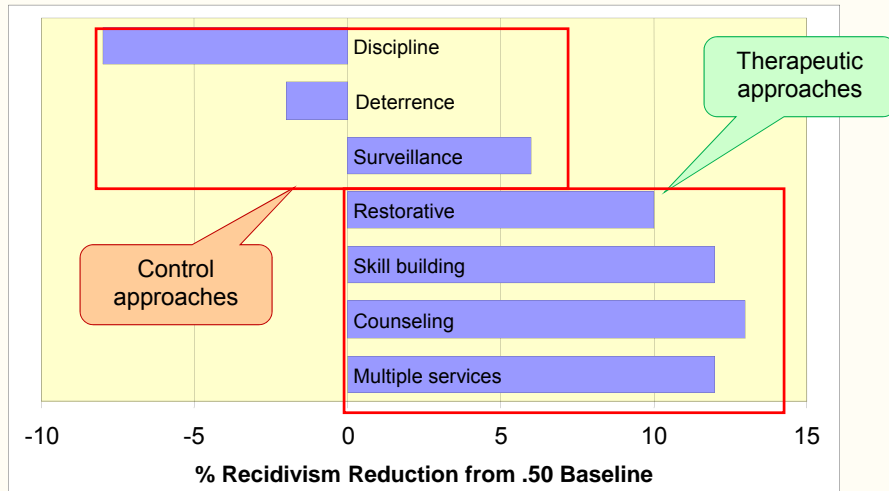 Discipline
Therapeutic
approaches
Deterrence
Surveillance
Restorative
Control
approaches
Skill building
Counseling
Multiple services
-10 -5 0 5 10 15
% Recidivism Reduction from .50 Baseline